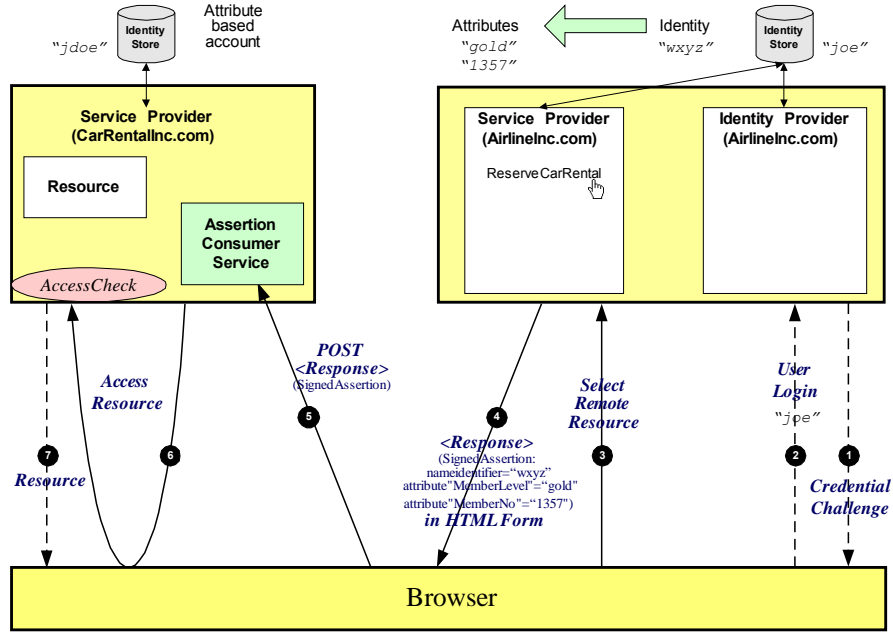 Attribute
based
account
"jdoe"
Identity
Store
Attributes
"gold"
"1357"
Identity
"wxyz"
Identity
Store
"joe"
Service Provider
(CarRentalInc.com)
Resource
Assertion
Consumer
Service
AccessCheck
Service Provider
(AirlineInc.com)
ReserveCarRental
Identity Provider
(AirlineInc.com)
POST
<Response>
(SignedAssertion)
Access
Resource
Select
Remote
Resource
User
Login
"joe"
5
4
<Response>
(SignedAssertion:
nameidentifier="wxyz"
attribute"MemberLevel"="gold"
attribute"MemberNo"="1357")
in HTML Form
7
6
3
2
1
Resource
Credential
Challenge
Browser